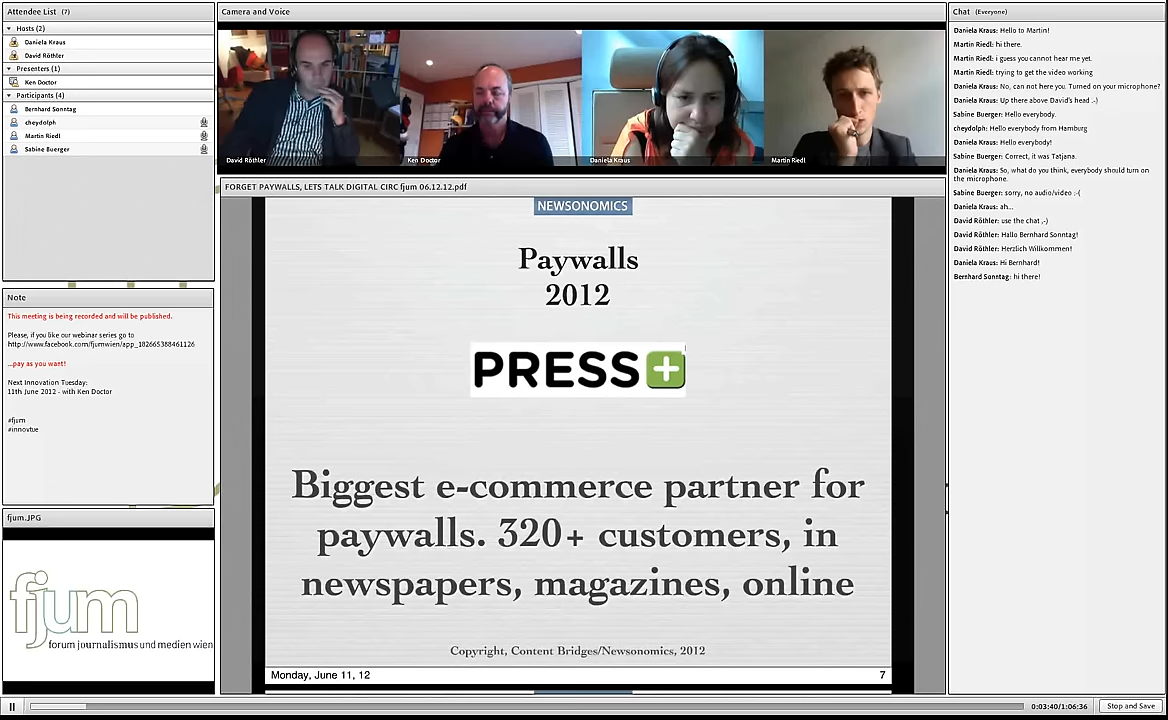 Attendee List (7)
Hosts (2)
Daniela Kraus
David Röthler
Presenters (1)
Ken Doctor
Participants (4)
Bernhard Sonntag
cheydolph
Martin Riedl
Sabine Buerger
Note
This meeting is being recorded and will be published.
Please, if you like our webinar series go to
http://www.facebook.com/fjumwien/app_182665388461126
...pay as you want!
Next Innovation Tuesday:
11th June 2012 - with Ken Doctor
#fjum
#innovtue
fjum.JPG
fjum
forum journalismus und medien wien
Camera and Voice
David Röthler
Ken Doctor
Daniela Kraus
Martin Riedl
FORGET PAYWALLS, LETS TALK DIGITAL CIRC fjum 06.12.12.pdf
NEWSONOMICS
Paywalls
2012
PRESS+
Biggest e-commerce partner for
paywalls. 320+ customers, in
newspapers, magazines, online
Copyright, Content Bridges/Newsonomics, 2012
Monday, June 11, 12 7
Chat (Everyone)
Daniela Kraus: Hello to Martin!
Martin Riedl: hi there.
Martin Riedl: i guess you cannot hear me yet.
Martin Riedl: trying to get the video working
Daniela Kraus: No, can not here you. Turned on your microphone?
Daniela Kraus: Up there above David's head :-)
Sabine Buerger: Hello everybody.
cheydolph: Hello everybody from Hamburg
Daniela Kraus: Hello everybody!
Sabine Buerger: Correct, it was Tatjana.
Daniela Kraus: So, what do you think, everybody should turn on
the microphone.
Sabine Buerger: sorry, no audio/video :-(
Daniela Kraus: ah...
David Röthler: use the chat ,-)
David Röthler: Hallo Bernhard Sonntag!
David Röthler: Herzlich Willkommen!
Daniela Kraus: Hi Bernhard!
Bernhard Sonntag: hi there!
0:03:40/1:06:36
Stop and Save